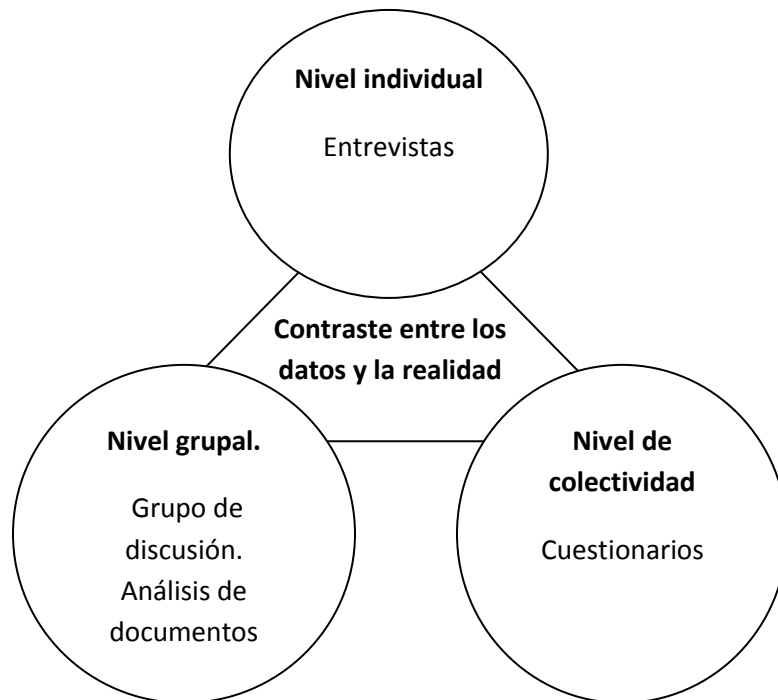 Nivel individual
Entrevistas
Contraste entre los
datos y la realidad
Nivel grupal.
Grupo de
discusión.
Análisis de
documentos
Nivel de
colectividad
Cuestionarios